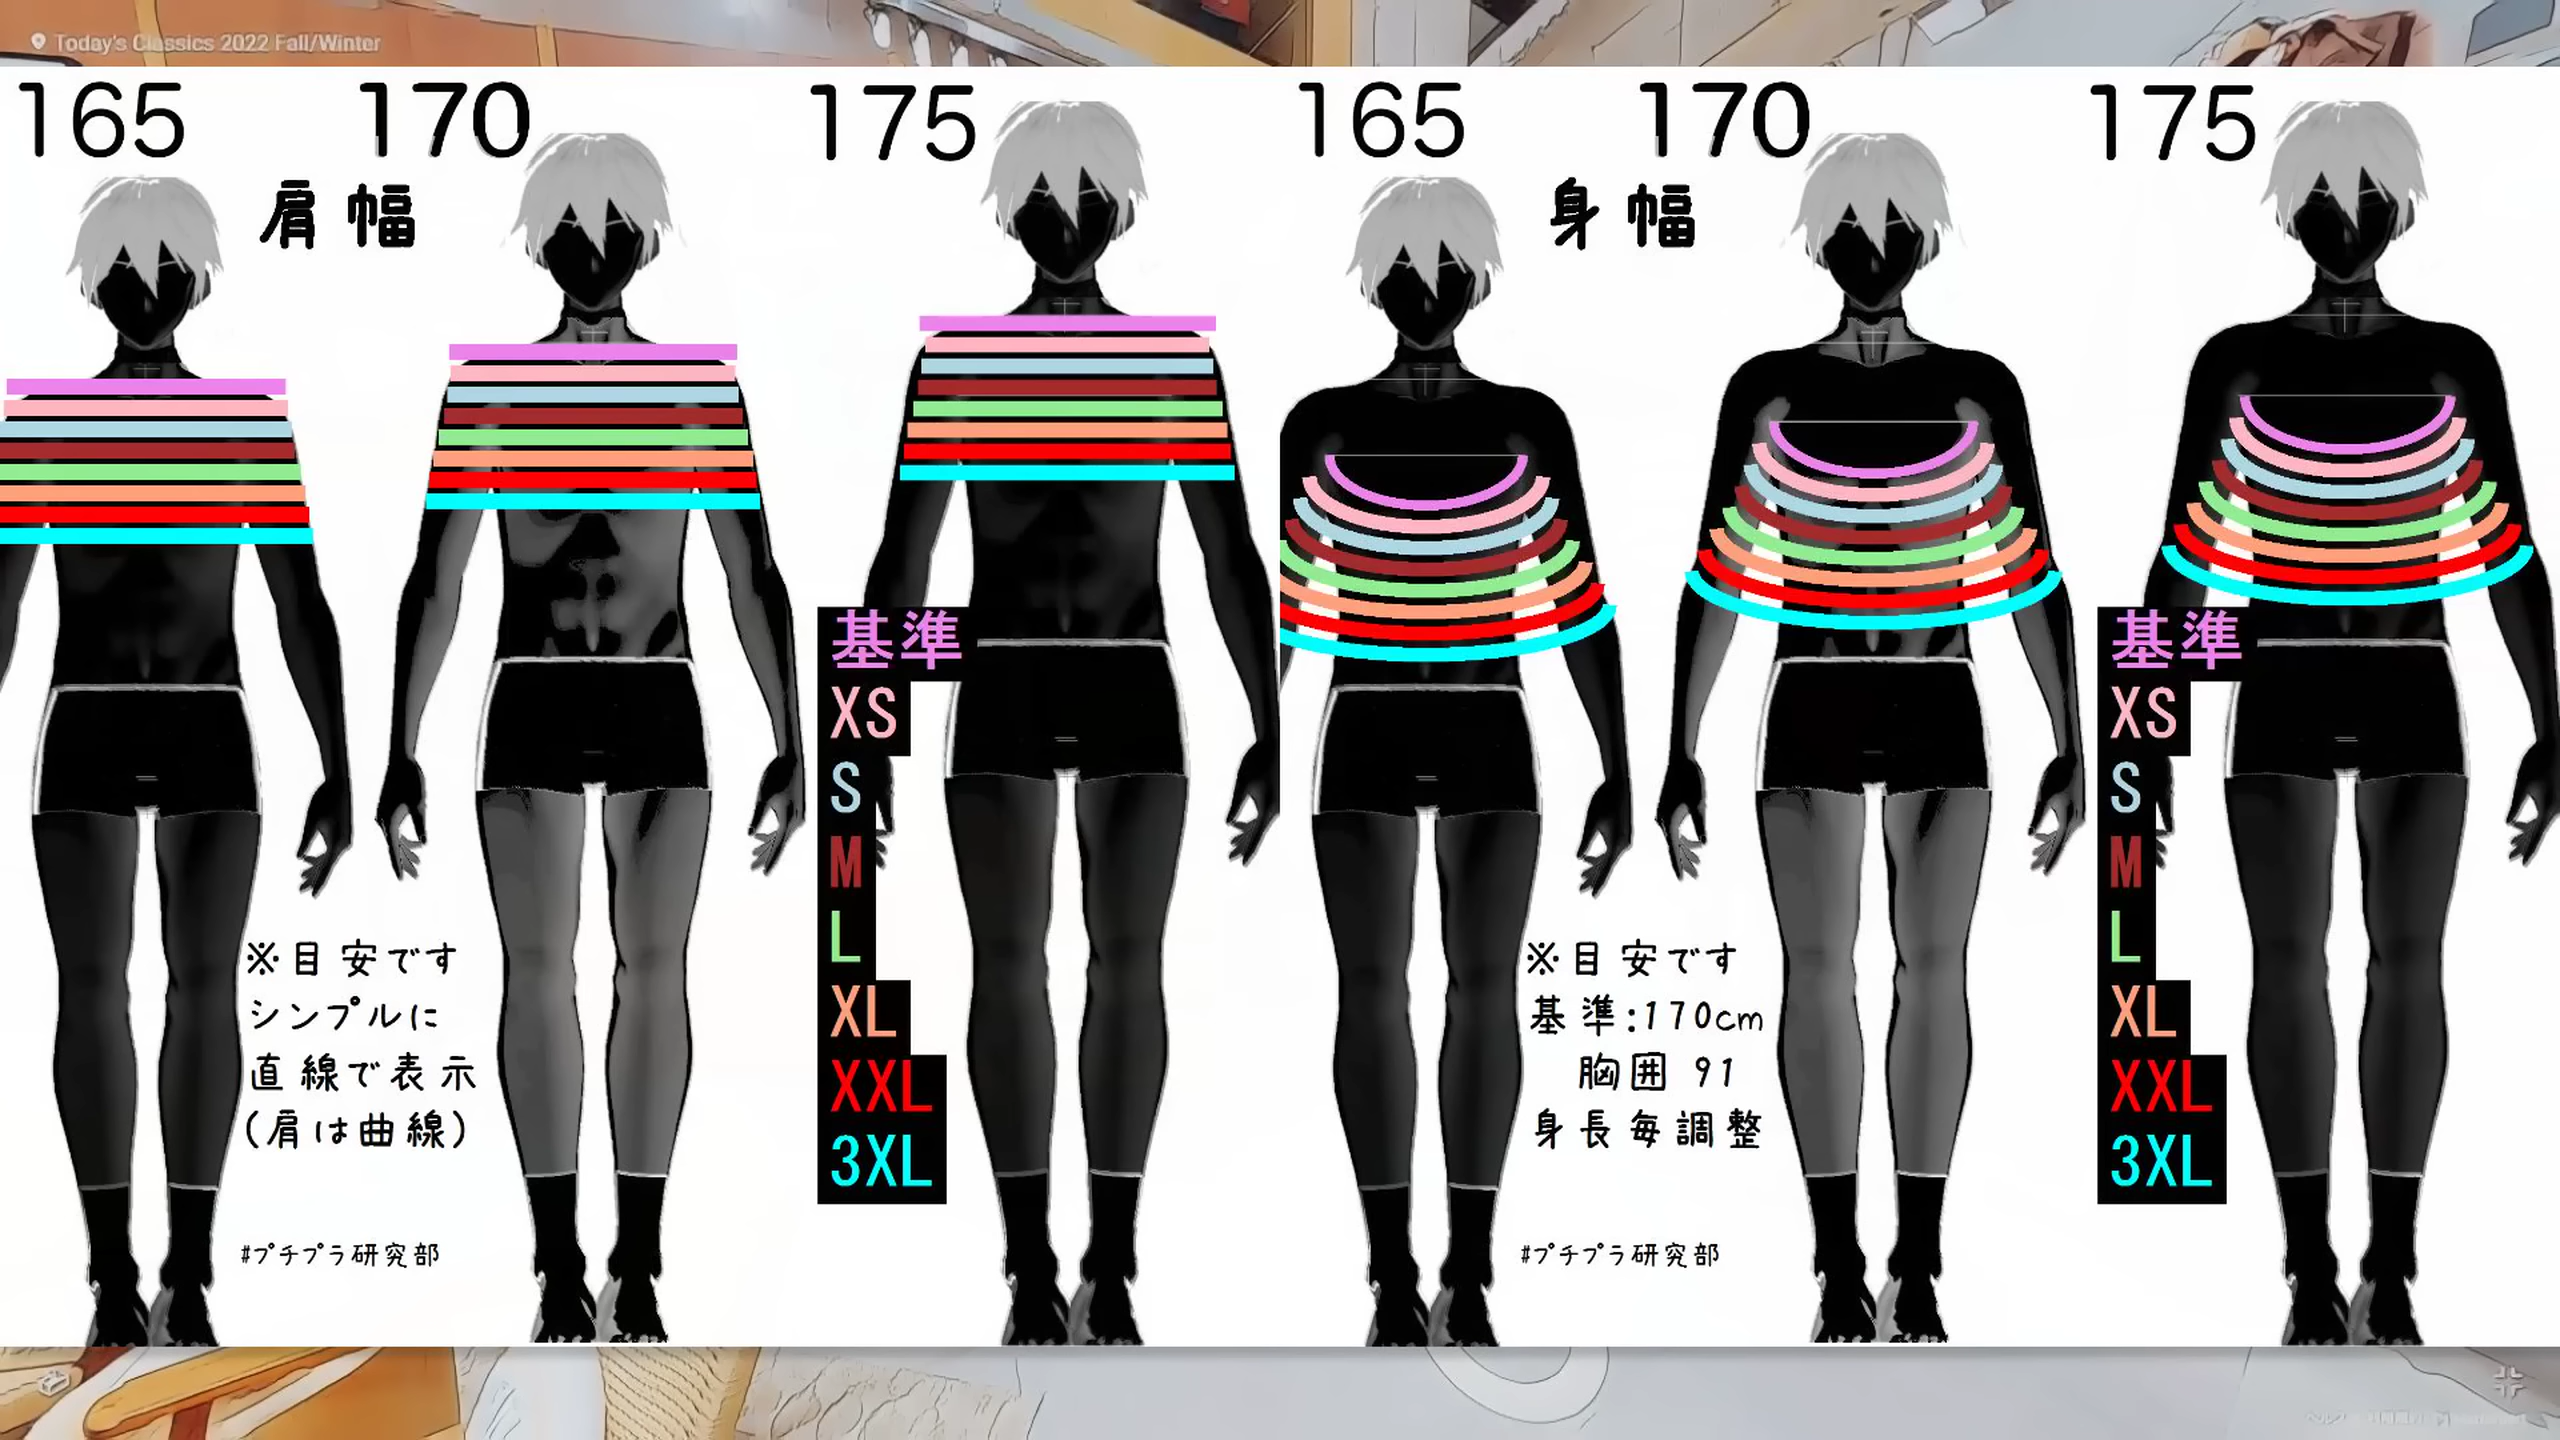 Today's Classics 2022 Fall/Winter
165
170
175
肩幅
基準
XS
S
M
L
XL
XXL
3XL
※目安です
シンプルに
直線で表示
(肩は曲線)
#プチプラ研究部
165
170
175
身幅
基準
XS
S
M
L
XL
XXL
3XL
※目安です
基準:170cm
胸囲 91
身長毎調整
#プチプラ研究部